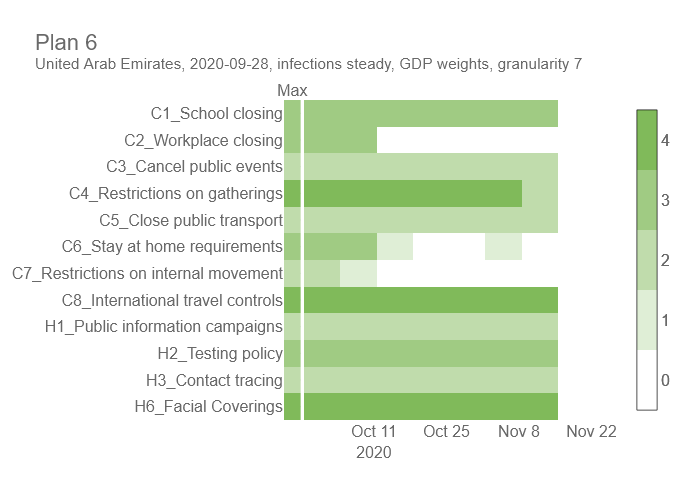 Plan 6
United Arab Emirates, 2020-09-28, infections steady, GDP weights, granularity 7
Max
C1_School closing
C2_Workplace closing
C3_Cancel public events
C4_Restrictions on gatherings
C5_Close public transport
C6_Stay at home requirements
C7_Restrictions on internal movement
C8_International travel controls
H1_Public information campaigns
H2_Testing policy
H3_Contact tracing
H6_Facial Coverings
Oct 11 Oct 25 Nov 8 Nov 22
2020
4
3
2
1
0